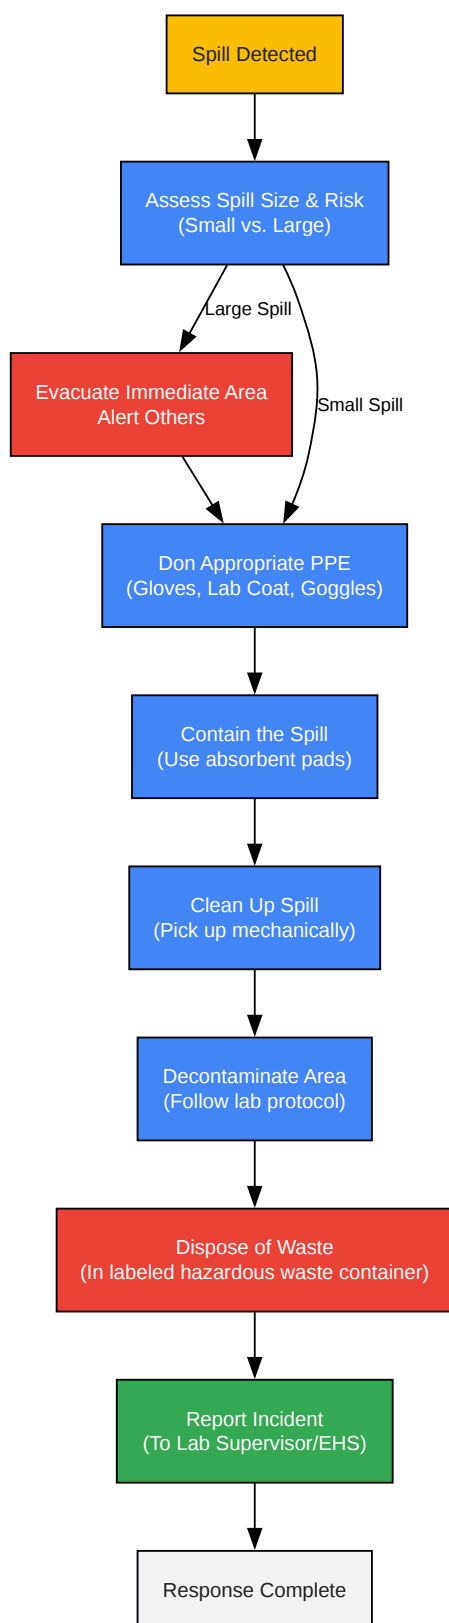 Spill Detected
Assess Spill Size & Risk
(Small vs. Large)
Large Spill
Evacuate Immediate Area
Alert Others
Small Spill
Don Appropriate PPE
(Gloves, Lab Coat, Goggles)
Contain the Spill
(Use absorbent pads)
Clean Up Spill
(Pick up mechanically)
Decontaminate Area
(Follow lab protocol)
Dispose of Waste
(In labeled hazardous waste container)
Report Incident
(To Lab Supervisor/EHS)
Response Complete